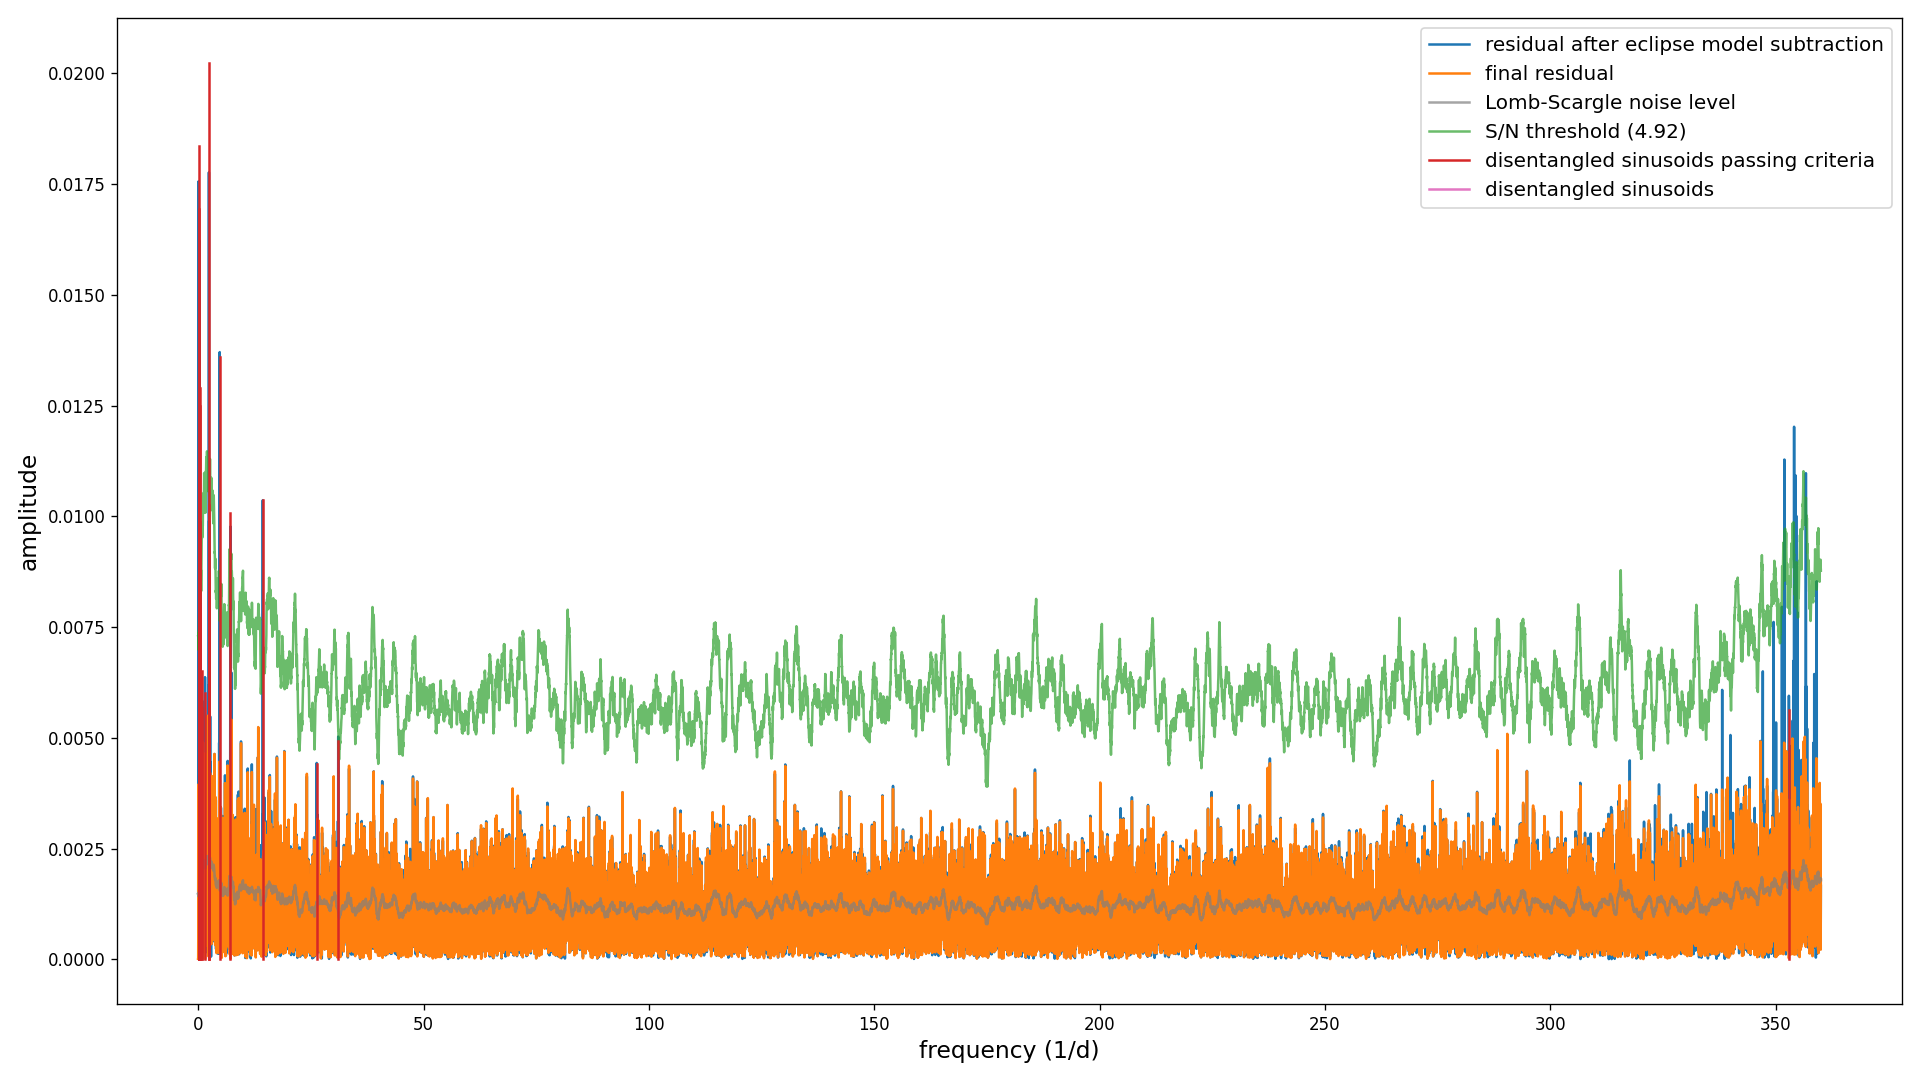 residual after eclipse model subtraction
final residual
Lomb-Scargle noise level
S/N threshold (4.92)
disentangled sinusoids passing criteria
disentangled sinusoids
0.0200
0.0175
0.0150
0.0125
0.0100
0.0075
0.0050
0.0025
0.0000
amplitude
0 50 100 150 200 250 300 350
frequency (1/d)